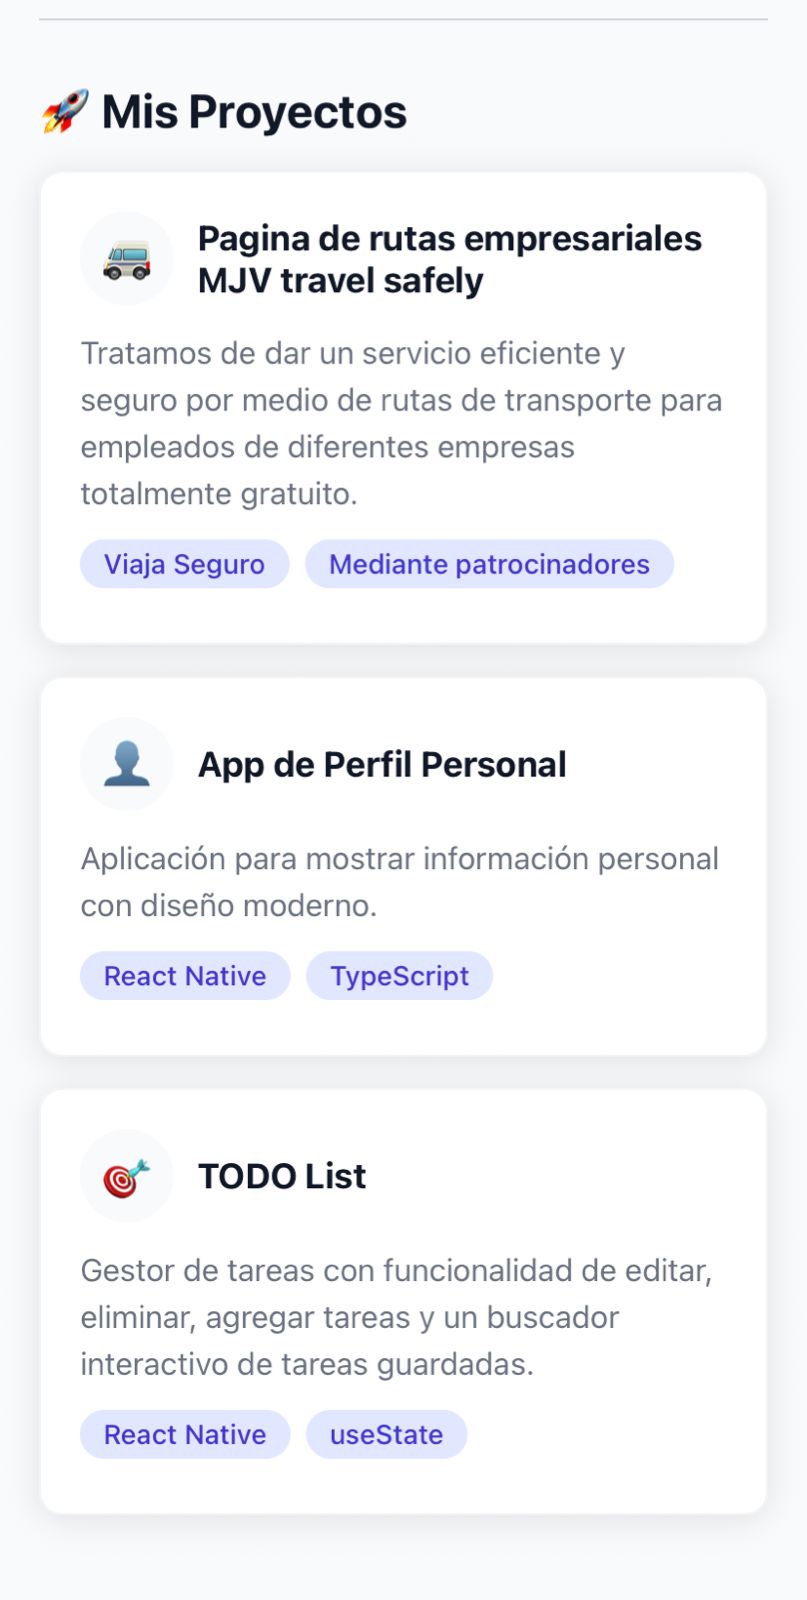 🚀 Mis Proyectos
Pagina de rutas empresariales
MJV travel safely
Tratamos de dar un servicio eficiente y
seguro por medio de rutas de transporte para
empleados de diferentes empresas
totalmente gratuito.
Viaja Seguro Mediante patrocinadores
App de Perfil Personal
Aplicación para mostrar información personal
con diseño moderno.
React Native TypeScript
TODO List
Gestor de tareas con funcionalidad de editar,
eliminar, agregar tareas y un buscador
interactivo de tareas guardadas.
React Native useState